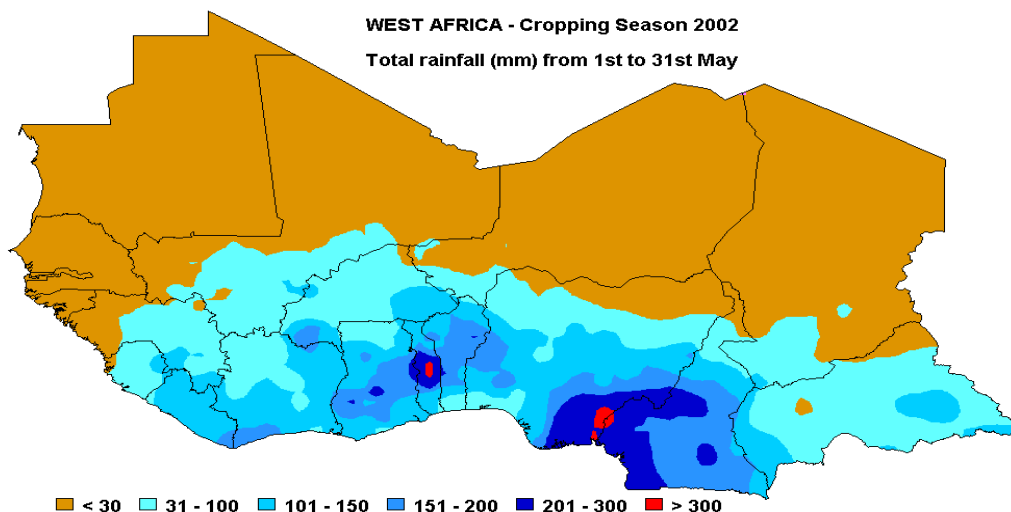 WEST AFRICA - Cropping Season 2002
Total rainfall (mm) from 1st to 31st May
< 30 31 - 100 101 - 150 151 - 200 201 - 300 > 300